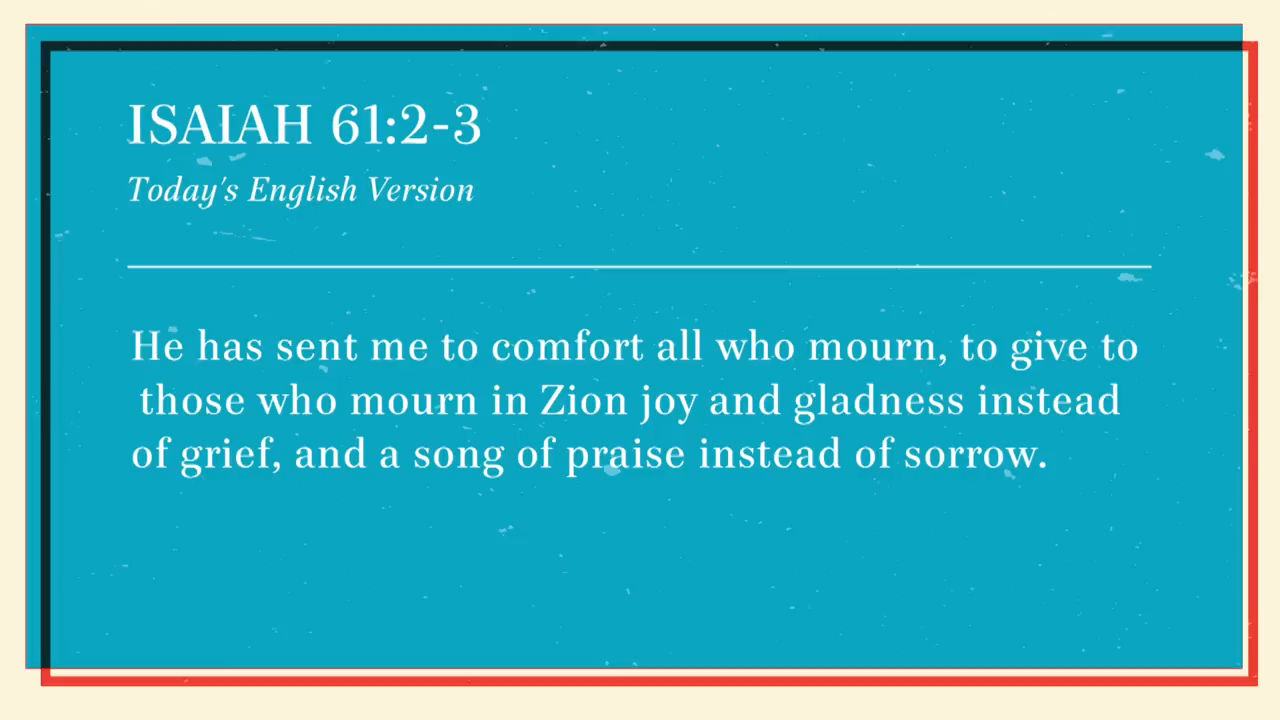 ISAIAH 61:2-3
Today's English Version
He has sent me to comfort all who mourn, to give to
those who mourn in Zion joy and gladness instead
of grief, and a song of praise instead of sorrow.